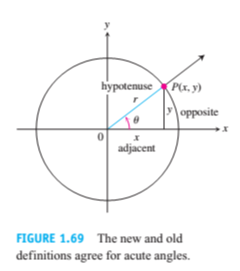 y
hypotenuse
P(x, y)
r
y
opposite
θ
0
x
x
adjacent
FIGURE 1.69 The new and old
definitions agree for acute angles.